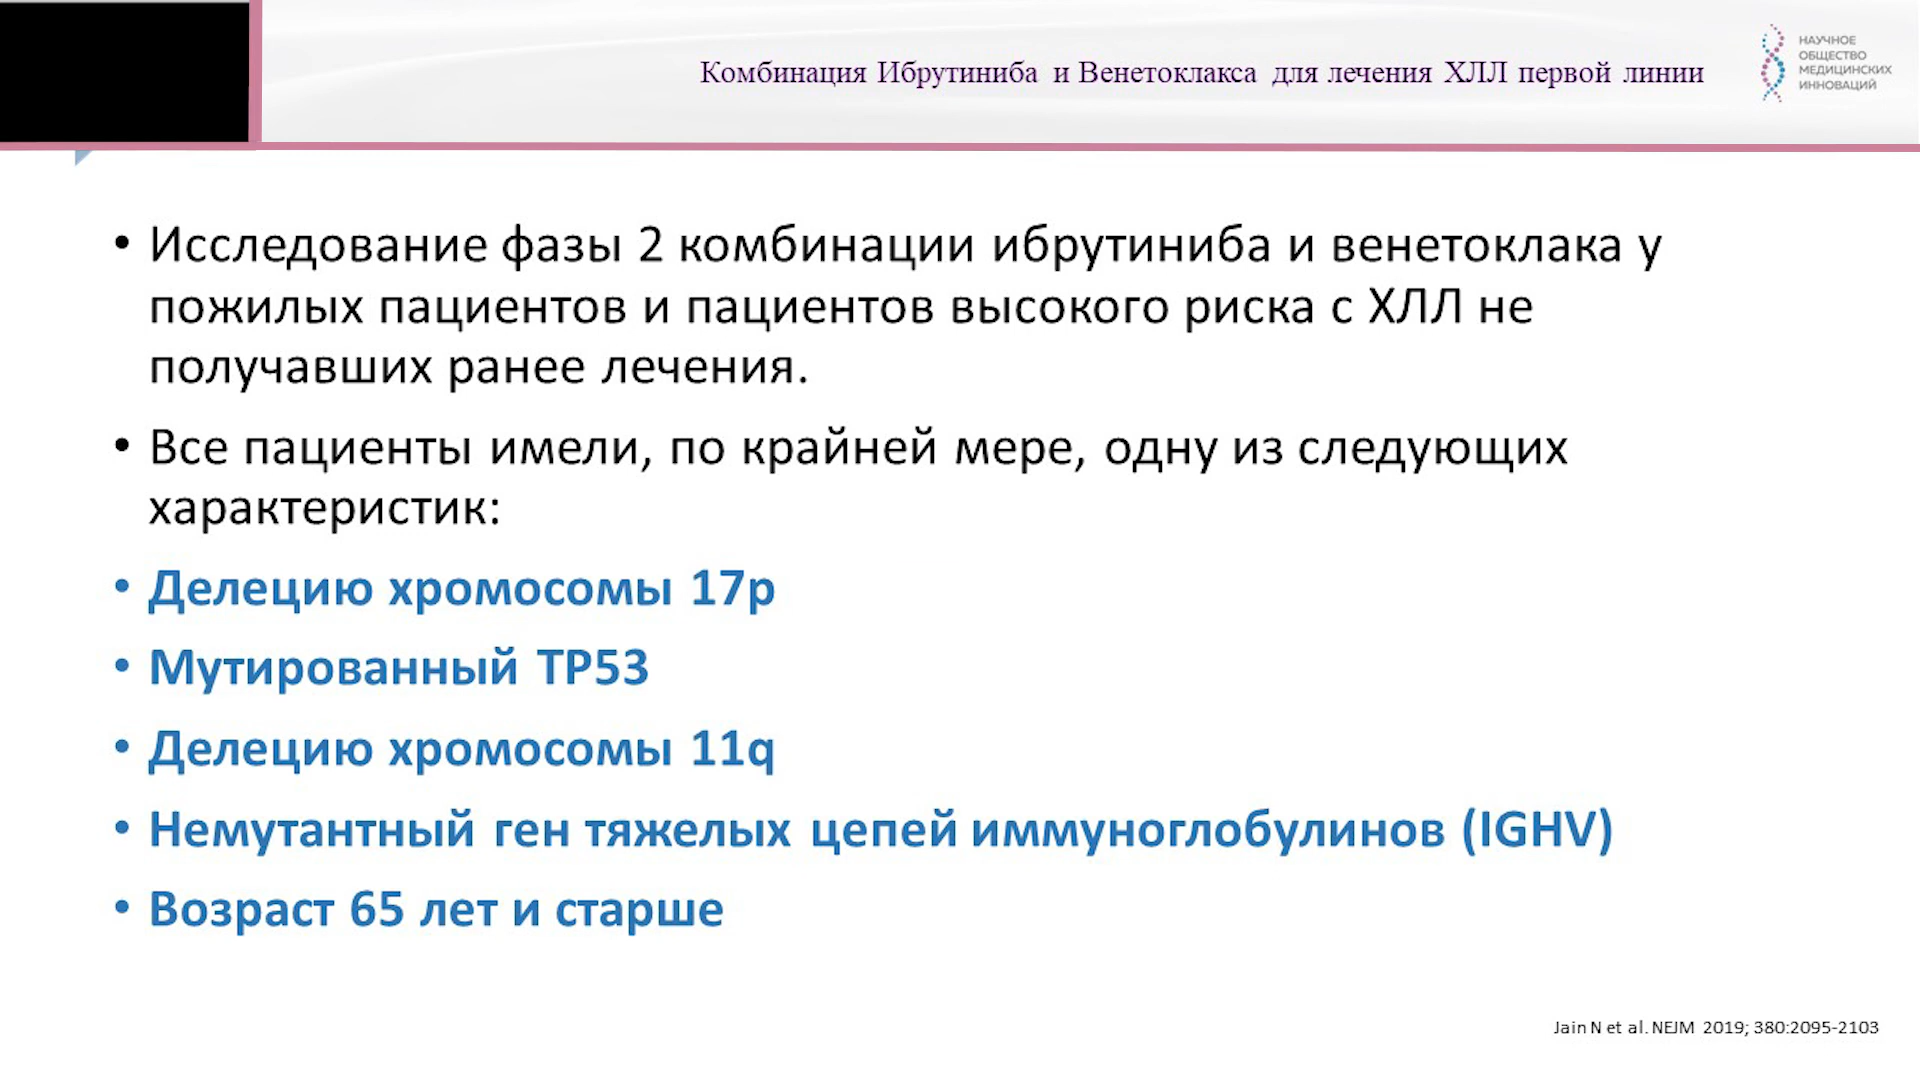 Комбинация Ибрутиниба и Венетоклакса для лечения ХЛЛ первой линии
НАУЧНОЕ
ОБЩЕСТВО
МЕДИЦИНСКИХ
ИННОВАЦИЙ
• Исследование фазы 2 комбинации ибрутиниба и венетоклака у
пожилых пациентов и пациентов высокого риска с ХЛЛ не
получавших ранее лечения.
• Все пациенты имели, по крайней мере, одну из следующих
характеристик:
• Делецию хромосомы 17p
• Мутированный TP53
• Делецию хромосомы 11q
• Немутантный ген тяжелых цепей иммуноглобулинов (IGHV)
• Возраст 65 лет и старше
Jain N et al. NEJM 2019; 380:2095-2103